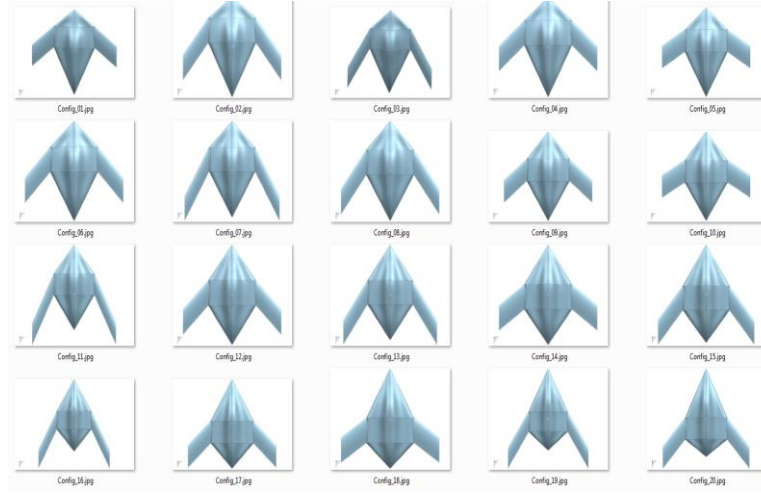 Config_01.jpg
Config_02.jpg
Config_03.jpg
Config_04.jpg
Config_05.jpg
Config_06.jpg
Config_07.jpg
Config_08.jpg
Config_09.jpg
Config_10.jpg
Config_11.jpg
Config_12.jpg
Config_13.jpg
Config_14.jpg
Config_15.jpg
Config_16.jpg
Config_17.jpg
Config_18.jpg
Config_19.jpg
Config_20.jpg